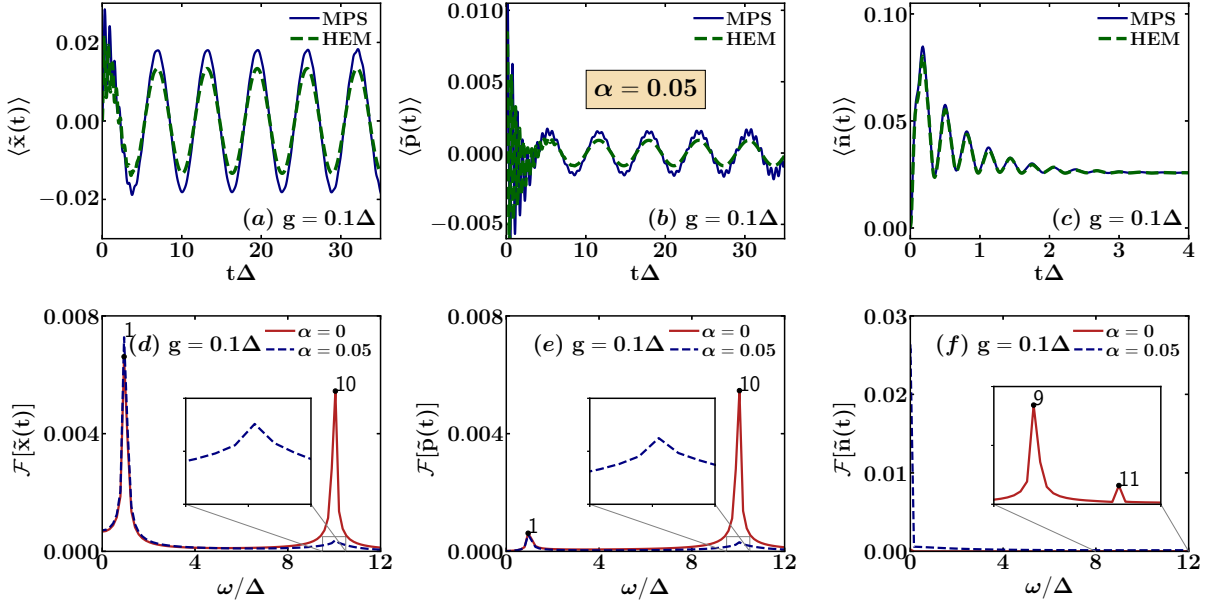 0.02
0.00
−0.02
⟨x̃(t)⟩
MPS
HEM
(a) g = 0.1Δ
0 10 20 30
tΔ
0.010
0.005
0.000
−0.005
⟨p̃(t)⟩
MPS
HEM
α = 0.05
(b) g = 0.1Δ
0 10 20 30
tΔ
0.10
0.05
0.00
⟨ñ(t)⟩
MPS
HEM
(c) g = 0.1Δ
0 1 2 3 4
tΔ
0.008
0.004
0.000
F[x̃(t)]
1
(d) g = 0.1Δ
α = 0
α = 0.05
10
0 4 8 12
ω/Δ
0.008
0.004
0.000
F[p̃(t)]
(e) g = 0.1Δ
α = 0
α = 0.05
10
1
0 4 8 12
ω/Δ
0.03
0.02
0.01
0.00
F[ñ(t)]
(f) g = 0.1Δ
α = 0
α = 0.05
9
11
0 4 8 12
ω/Δ